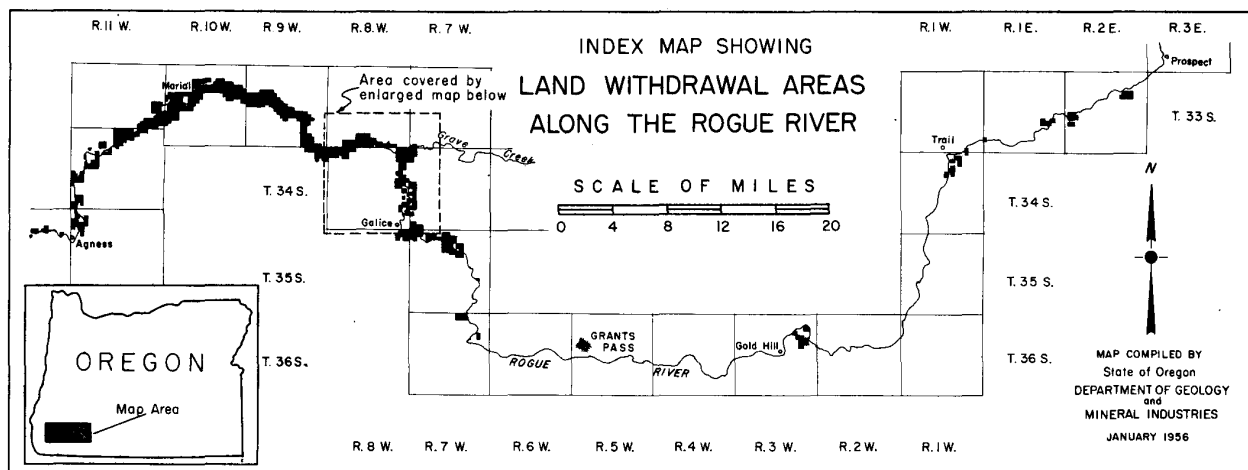 R. 11 W. R. 10 W. R. 9 W. R. 8 W. R. 7 W. R. 1 W. R. 1 E. R. 2 E. R. 3 E.
INDEX MAP SHOWING
LAND WITHDRAWAL AREAS
ALONG THE ROGUE RIVER
Area covered by
enlarged map below
Marial
Prospect
T. 33 S.
Grave Creek
Trail
N
T. 34 S.
SCALE OF MILES
0 4 8 12 16 20
T. 34 S.
Galice
Agness
T. 35 S.
T. 35 S.
T. 36 S.
GRANTS
PASS
Gold Hill
ROGUE RIVER
T. 36 S.
OREGON
Map Area
MAP COMPILED BY
State of Oregon
DEPARTMENT OF GEOLOGY
and
MINERAL INDUSTRIES
JANUARY 1956
R. 8 W. R. 7 W. R. 6 W. R. 5 W. R. 4 W. R. 3 W. R. 2 W. R. 1 W.